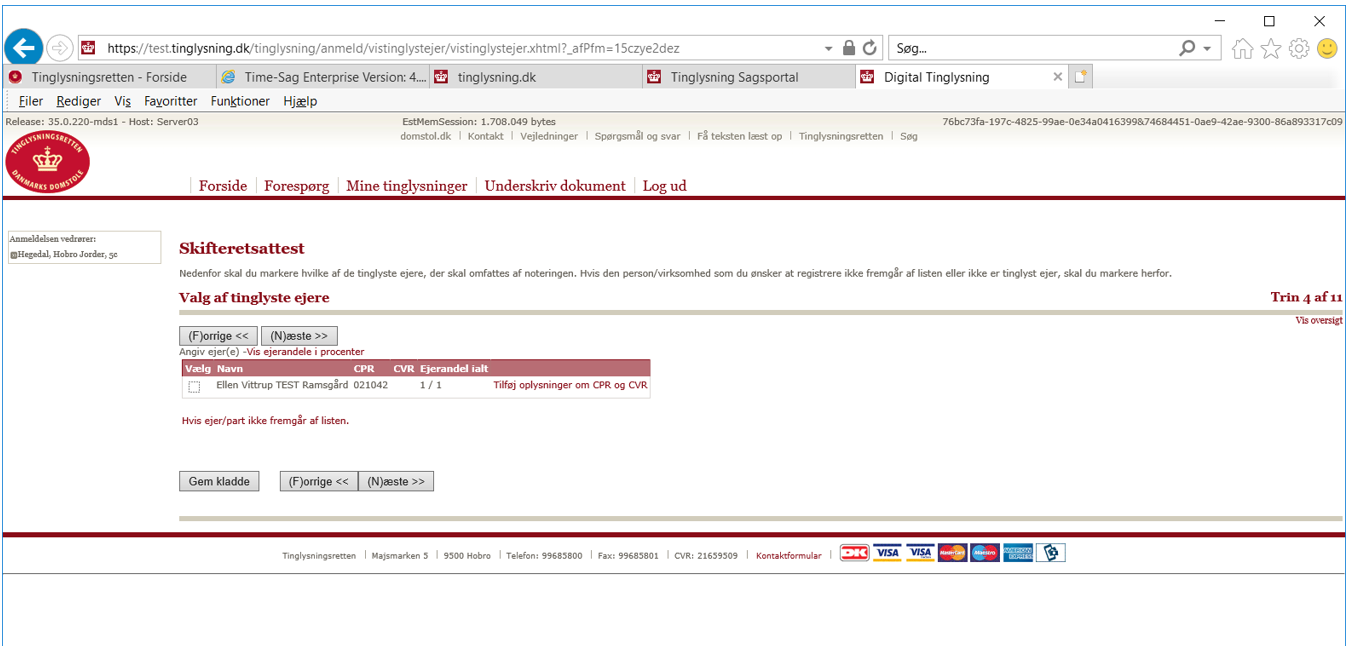 https://test.tinglysning.dk/tinglysning/anmeld/vistinglystejer/vistinglystejer.xhtml?_afPfm=15czye2dez
Søg...
Tinglysningsretten - Forside
Time-Sag Enterprise Version: 4....
tinglysning.dk
Tinglysning Sagsportal
Digital Tinglysning
Filer Rediger Vis Favoritter Funktioner Hjælp
Release: 35.0.220-mds1 - Host: Server03
EstMemSession: 1.708.049 bytes
76bc73fa-197c-4825-99ae-0e34a0416399&74684451-0ae9-42ae-9300-86a893317c09
domstol.dk | Kontakt | Vejledninger | Spørgsmål og svar | Få teksten læst op | Tinglysningsretten | Søg
TINGLYSNINGSRETTEN
DANMARKS DOMSTOLE
Forside | Forespørg | Mine tinglysninger | Underskriv dokument | Log ud
Anmeldelsen vedrører:
Hegedal, Hobro Jorder, 5c
Skifteretsattest
Nedenfor skal du markere hvilke af de tinglyste ejere, der skal omfattes af noteringen. Hvis den person/virksomhed som du ønsker at registrere ikke fremgår af listen eller ikke er tinglyst ejer, skal du markere herfor.
Valg af tinglyste ejere
Trin 4 af 11
Vis oversigt
(F)orrige << (N)æste >>
Angiv ejer(e) -Vis ejerandele i procenter
Vælg Navn CPR CVR Ejerandel ialt
Ellen Vittrup TEST Ramsgård 021042 1 / 1 Tilføj oplysninger om CPR og CVR
Hvis ejer/part ikke fremgår af listen.
Gem kladde (F)orrige << (N)æste >>
Tinglysningsretten | Majsmarken 5 | 9500 Hobro | Telefon: 99685800 | Fax: 99685801 | CVR: 21659509 | Kontaktformular |
DK VISA VISA MasterCard Maestro AMERICAN EXPRESS